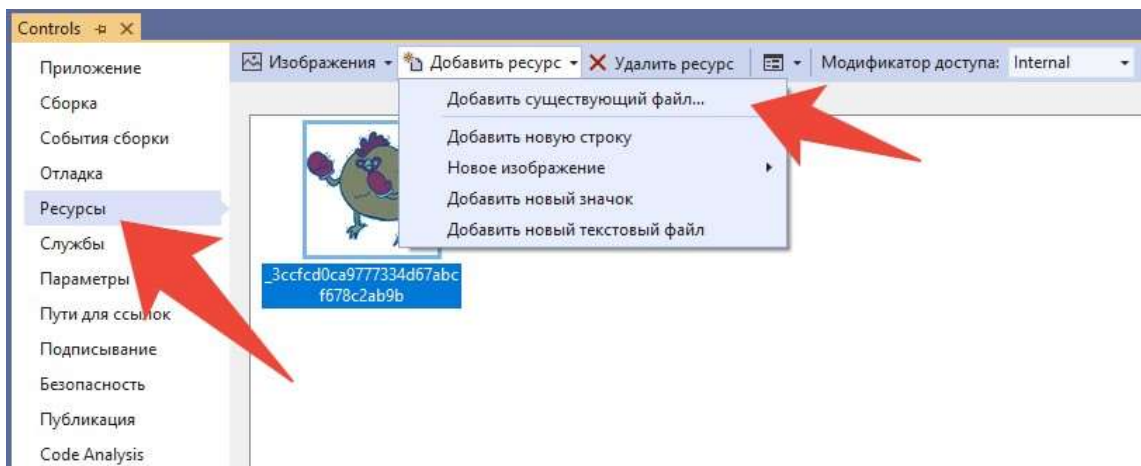 Controls
Изображения Добавить ресурс Удалить ресурс Модификатор доступа: Internal
Приложение
Сборка
События сборки
Отладка
Ресурсы
Службы
Параметры
Пути для ссылок
Подписывание
Безопасность
Публикация
Code Analysis
Добавить существующий файл...
Добавить новую строку
Новое изображение
Добавить новый значок
Добавить новый текстовый файл
_3ccfcd0ca9777334d67abc
f678c2ab9b